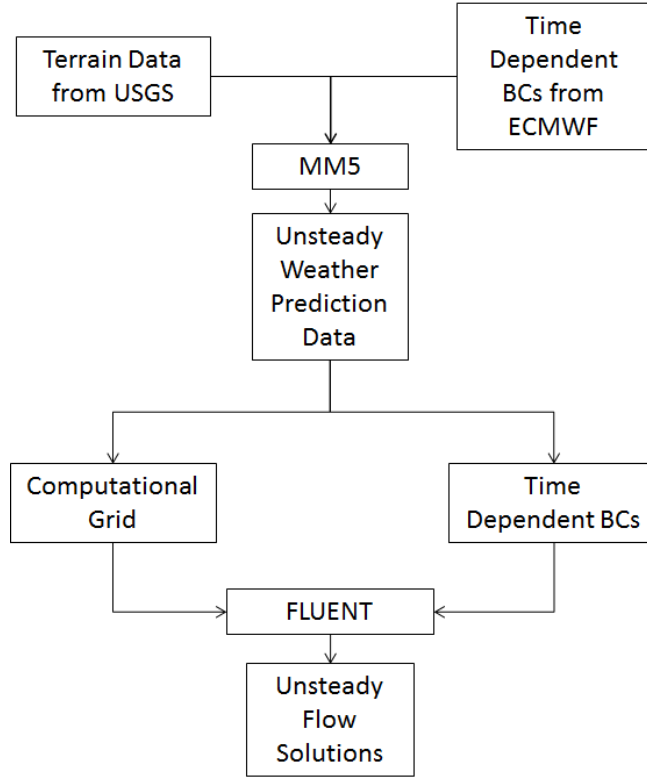 Terrain Data
from USGS
Time
Dependent
BCs from
ECMWF
MM5
Unsteady
Weather
Prediction
Data
Computational
Grid
Time
Dependent BCs
FLUENT
Unsteady
Flow
Solutions